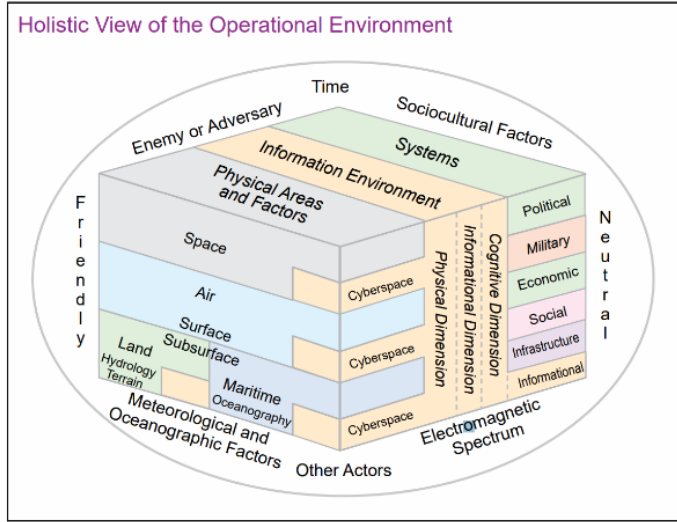 Holistic View of the Operational Environment
Time
Enemy or Adversary
Sociocultural Factors
Systems
Information Environment
Physical Areas
and Factors
Friendly
Neutral
Space
Air
Surface
Subsurface
Land
Hydrology
Terrain
Maritime
Oceanography
Cyberspace
Cyberspace
Cyberspace
Physical Dimension
Informational Dimension
Cognitive Dimension
Political
Military
Economic
Social
Infrastructure
Informational
Meteorological and
Oceanographic Factors
Other Actors
Electromagnetic
Spectrum